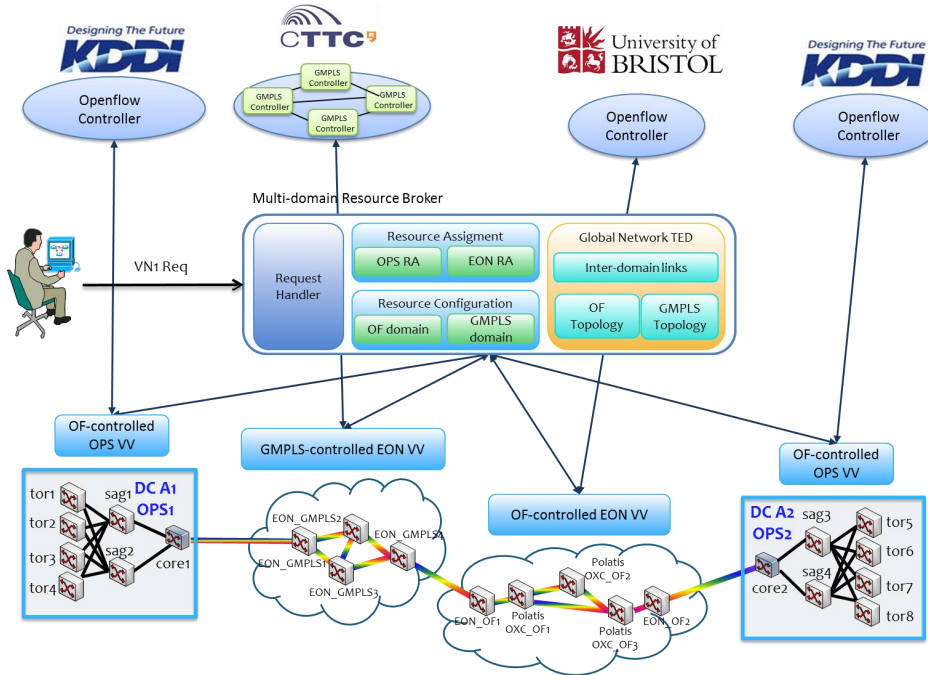 Designing The Future
KDDI
CTTC
University of
BRISTOL
Designing The Future
KDDI
Openflow
Controller
GMPLS
Controller
GMPLS
Controller
GMPLS
Controller
GMPLS
Controller
Openflow
Controller
Openflow
Controller
Multi-domain Resource Broker
VN1 Req
Request
Handler
Resource Assigment
OPS RA
EON RA
Resource Configuration
OF domain
GMPLS
domain
Global Network TED
Inter-domain links
OF
Topology
GMPLS
Topology
OF-controlled
OPS VV
GMPLS-controlled EON VV
OF-controlled EON VV
OF-controlled
OPS VV
DC A1
OPS1
tor1
tor2
tor3
tor4
sag1
sag2
core1
EON_GMPLS2
EON_GMPLS1
EON_GMPLS4
EON_GMPLS3
EON_OF1
Polatis
OXC_OF1
Polatis
OXC_OF2
Polatis
OXC_OF3
EON_OF2
DC A2
OPS2
core2
sag3
sag4
tor5
tor6
tor7
tor8